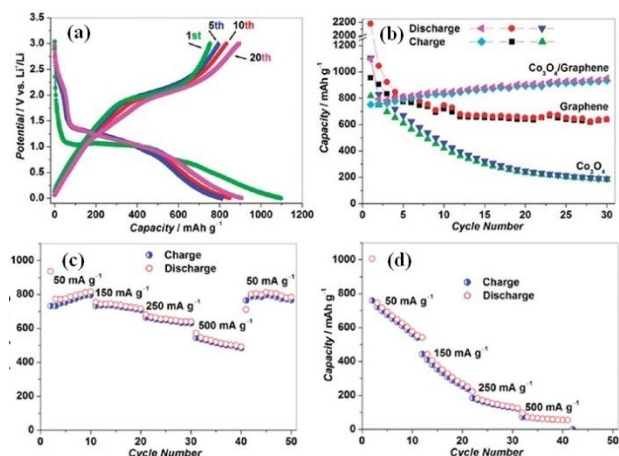 (a)
1st
5th
10th
20th
3.0
2.5
2.0
1.5
1.0
0.5
0.0
Potential / V vs. Li⁺/Li
0 200 400 600 800 1000 1200
Capacity / mAh g⁻¹
(b)
Discharge
Charge
Co₃O₄/Graphene
Graphene
Co₃O₄
2200
2000
1200
1000
800
600
400
200
0
Capacity / mAh g⁻¹
0 5 10 15 20 25 30
Cycle Number
(c)
Charge
Discharge
50 mA g⁻¹
150 mA g⁻¹
250 mA g⁻¹
500 mA g⁻¹
50 mA g⁻¹
1000
800
600
400
200
0
0 10 20 30 40 50
Cycle Number
(d)
Charge
Discharge
50 mA g⁻¹
150 mA g⁻¹
250 mA g⁻¹
500 mA g⁻¹
1000
800
600
400
200
0
Capacity / mAh g⁻¹
0 10 20 30 40 50
Cycle Number